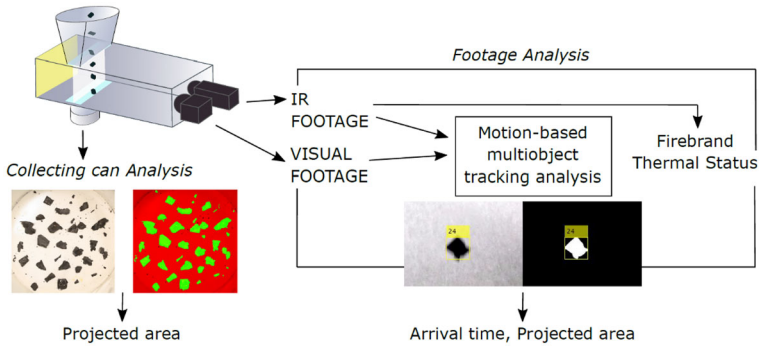 Footage Analysis
IR
FOOTAGE
VISUAL
FOOTAGE
Motion-based
multiobject
tracking analysis
Firebrand
Thermal Status
Collecting can Analysis
24
24
Projected area
Arrival time, Projected area